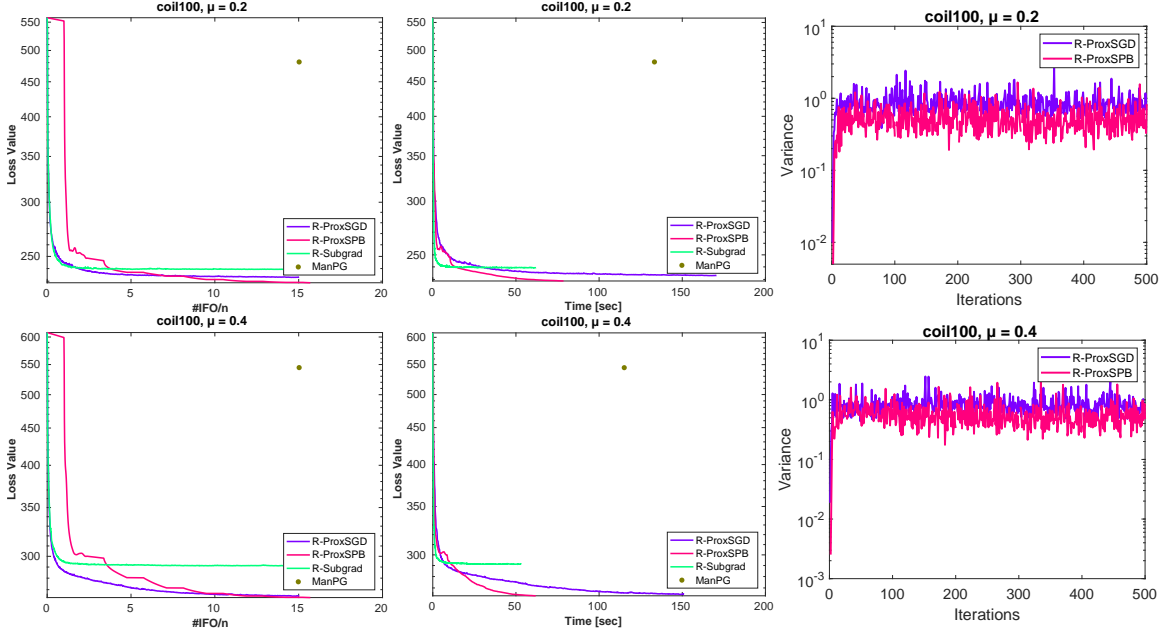 coil100, μ = 0.2
550
500
450
400
350
300
250
Loss Value
0
5
10
15
20
#IFO/n
R-ProxSGD
R-ProxSPB
R-Subgrad
ManPG
coil100, μ = 0.2
550
500
450
400
350
300
250
Loss Value
0
50
100
150
200
Time [sec]
R-ProxSGD
R-ProxSPB
R-Subgrad
ManPG
coil100, μ = 0.2
10^1
10^0
10^-1
10^-2
Variance
0
100
200
300
400
500
Iterations
R-ProxSGD
R-ProxSPB
coil100, μ = 0.4
600
550
500
450
400
350
300
Loss Value
0
5
10
15
20
#IFO/n
R-ProxSGD
R-ProxSPB
R-Subgrad
ManPG
coil100, μ = 0.4
600
550
500
450
400
350
300
Loss Value
0
50
100
150
200
Time [sec]
R-ProxSGD
R-ProxSPB
R-Subgrad
ManPG
coil100, μ = 0.4
10^1
10^0
10^-1
10^-2
10^-3
Variance
0
100
200
300
400
500
Iterations
R-ProxSGD
R-ProxSPB